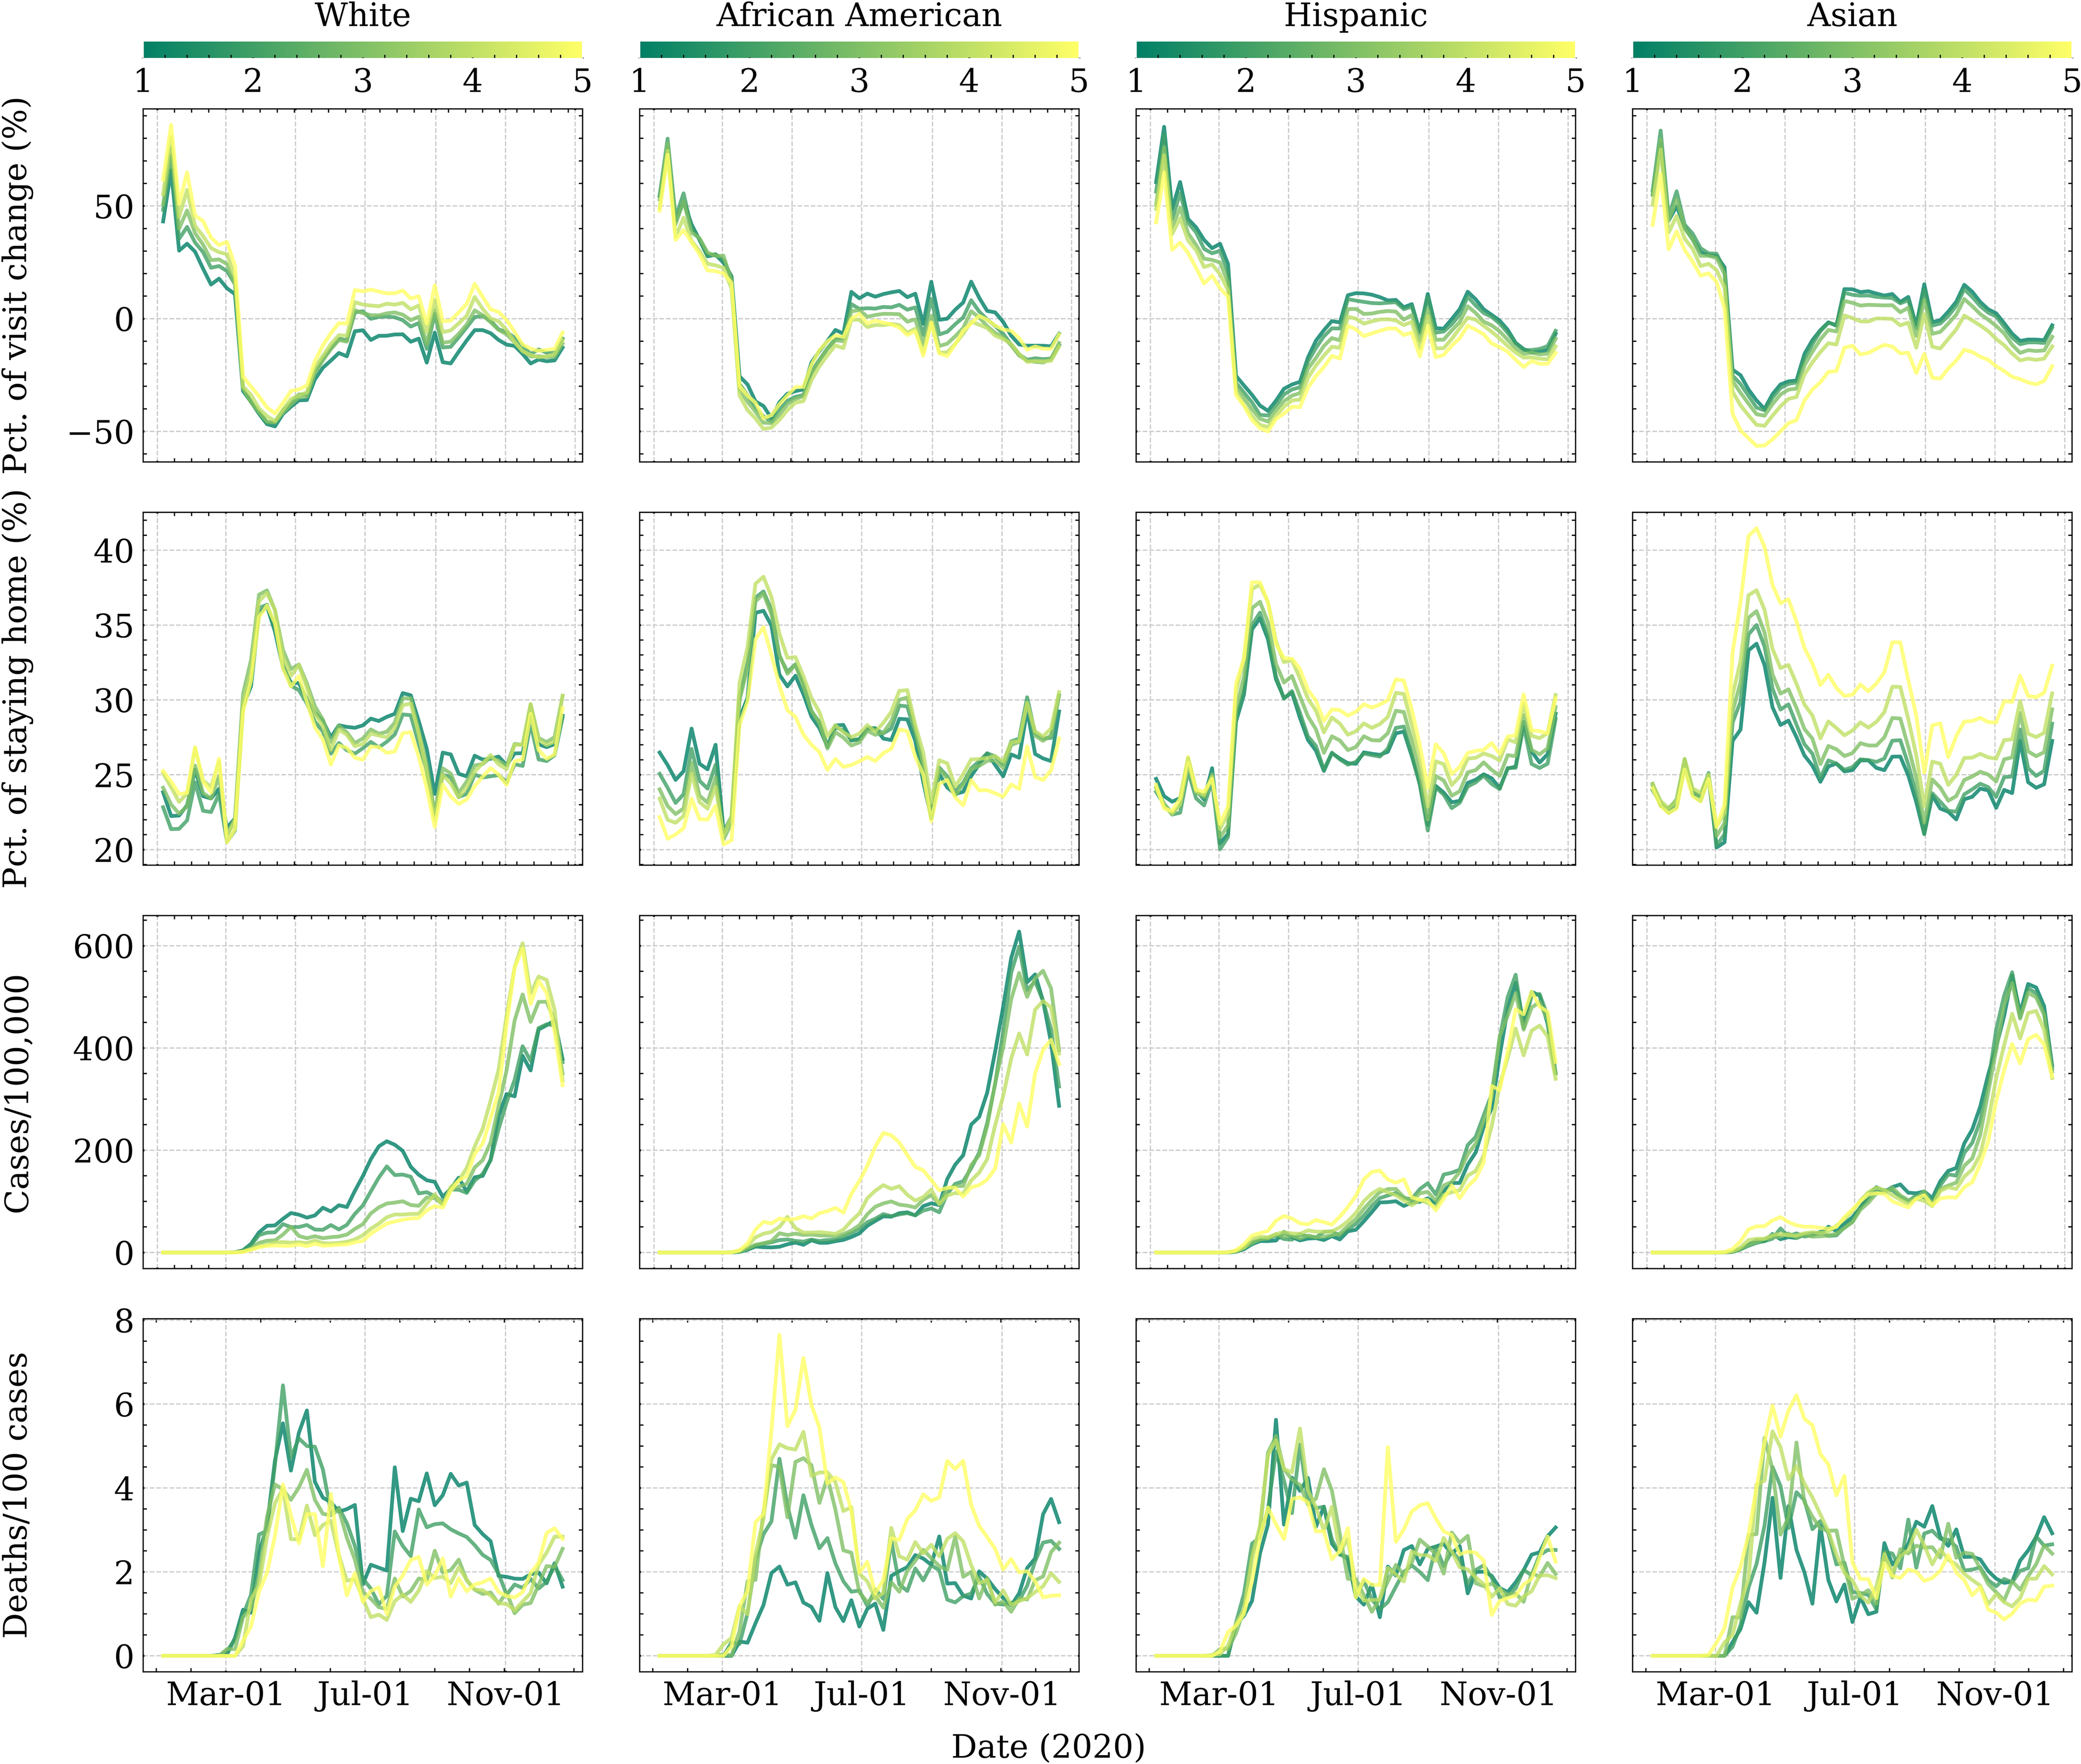 White African American Hispanic Asian
1 2 3 4 5 1 2 3 4 5 1 2 3 4 5 1 2 3 4 5
Pct. of visit change (%)
50
0
−50
Pct. of staying home (%)
40
35
30
25
20
Cases/100,000
600
400
200
0
Deaths/100 cases
8
6
4
2
0
Mar-01 Jul-01 Nov-01 Mar-01 Jul-01 Nov-01 Mar-01 Jul-01 Nov-01 Mar-01 Jul-01 Nov-01
Date (2020)